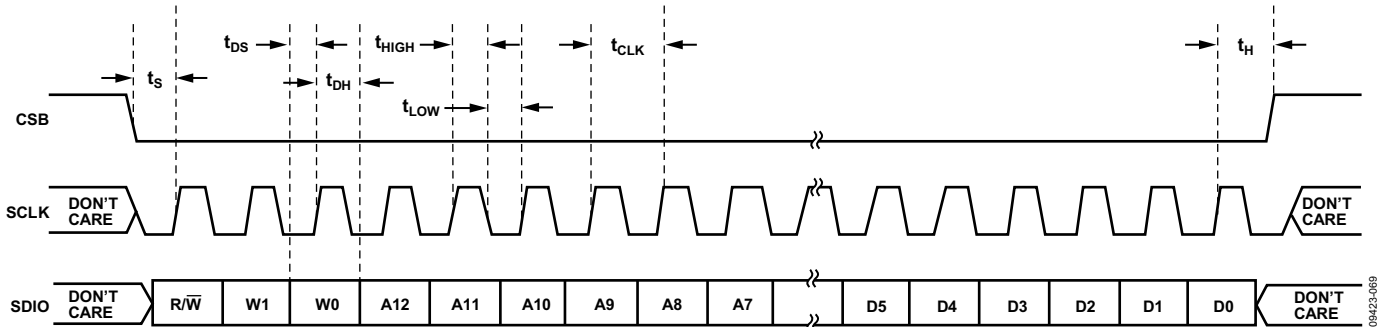 tDS
tHIGH
tCLK
tH
tS
tDH
tLOW
CSB
SCLK
DON'T
CARE
DON'T
CARE
SDIO
DON'T
CARE
R/W̅
W1
W0
A12
A11
A10
A9
A8
A7
D5
D4
D3
D2
D1
D0
DON'T
CARE
09423-069